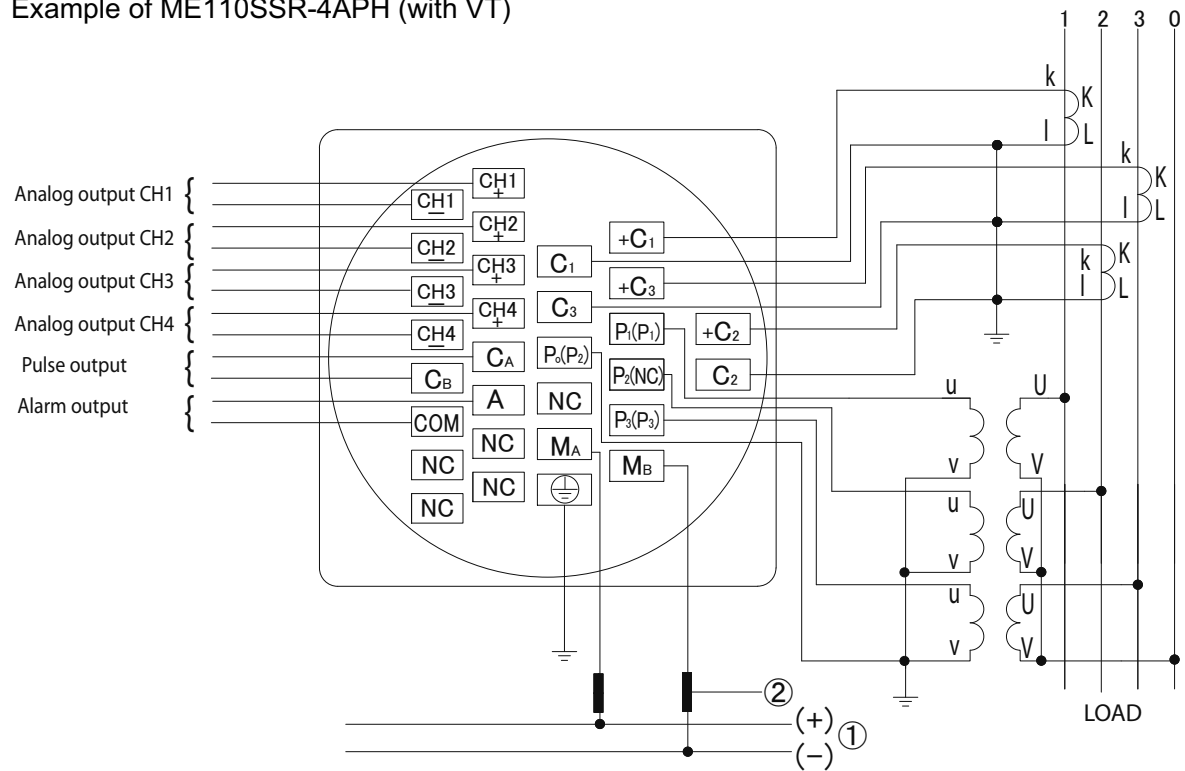 Example of ME110SSR-4APH (with VT)
1 2 3 0
k K
l L
k K
l L
k K
l L
Analog output CH1 {
Analog output CH2 {
Analog output CH3 {
Analog output CH4 {
Pulse output {
Alarm output {
CH1 +
CH1 −
CH2 +
CH2 −
CH3 +
CH3 −
CH4 +
CH4 −
CA
CB
A
COM
NC
NC
NC
NC
C1
C3
P0(P2)
NC
MA
+C1
+C3
P1(P1)
P2(NC)
P3(P3)
MB
+C2
C2
u U
v V
u U
v V
u U
v V
②
(+) ①
(−)
LOAD